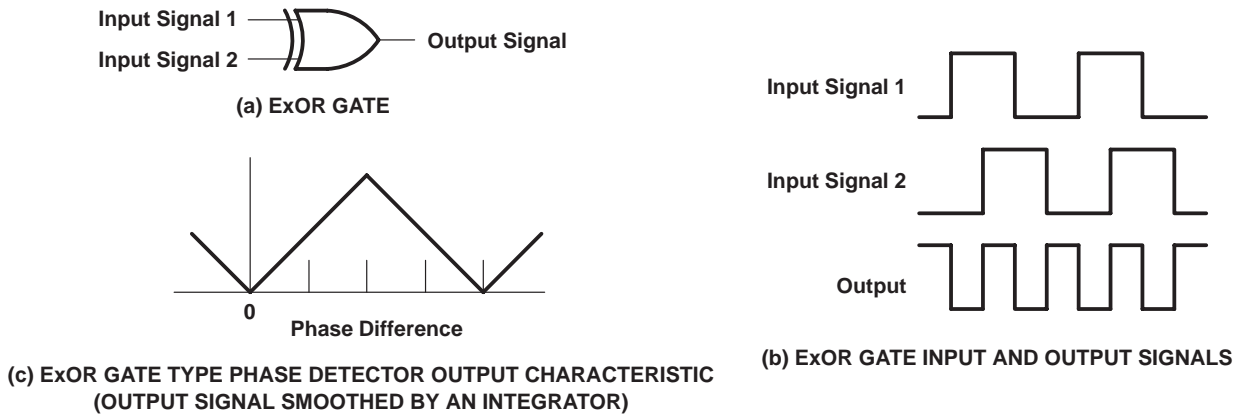 Input Signal 1
Input Signal 2
Output Signal
(a) ExOR GATE
0
Phase Difference
(c) ExOR GATE TYPE PHASE DETECTOR OUTPUT CHARACTERISTIC
(OUTPUT SIGNAL SMOOTHED BY AN INTEGRATOR)
Input Signal 1
Input Signal 2
Output
(b) ExOR GATE INPUT AND OUTPUT SIGNALS